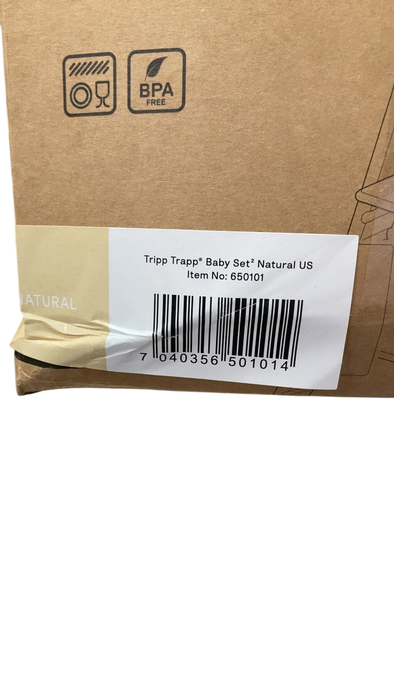 BPA
FREE
Tripp Trapp® Baby Set² Natural US
Item No: 650101
NATURAL
7 040356 501014